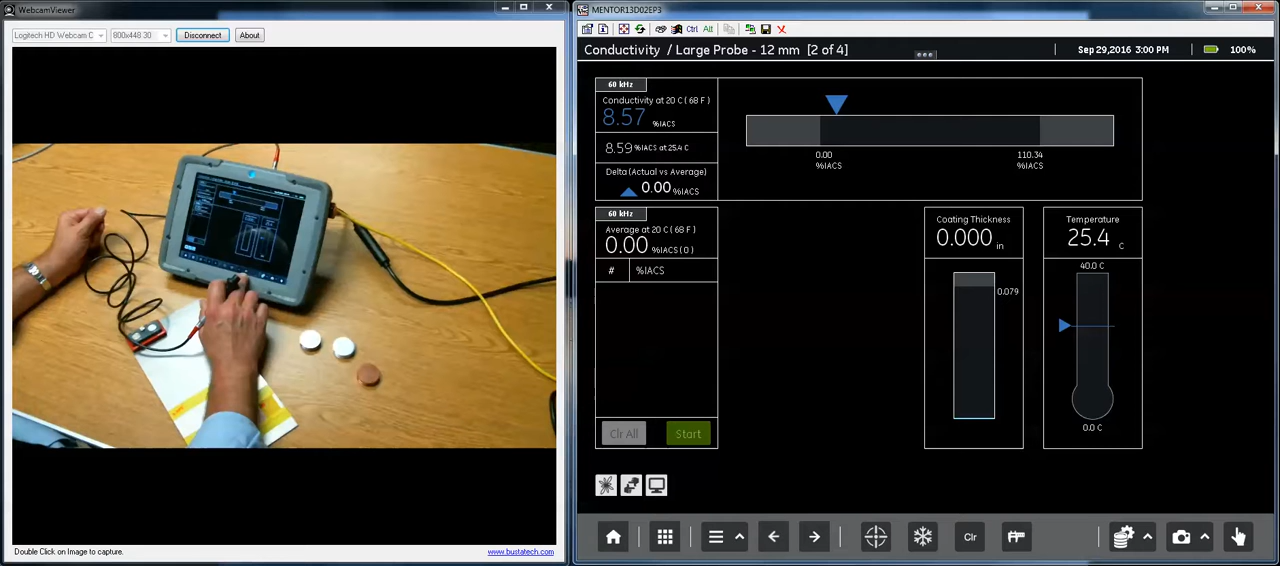 WebcamViewer
Logitech HD Webcam C
800x448 30
Disconnect
About
Double Click on Image to capture.
www.bustatech.com
MENTOR13D02EP3
Ctrl Alt
Conductivity / Large Probe - 12 mm [2 of 4]
Sep 29,2016 3:00 PM
100%
60 kHz
Conductivity at 20 C ( 68 F )
8.57 %IACS
8.59 %IACS at 25.4 C
Delta (Actual vs Average)
0.00 %IACS
0.00 %IACS
110.34 %IACS
60 kHz
Average at 20 C ( 68 F )
0.00 %IACS ( 0 )
# %IACS
Clr All
Start
Coating Thickness
0.000 in
0.079
Temperature
25.4 C
40.0 C
0.0 C
Clr